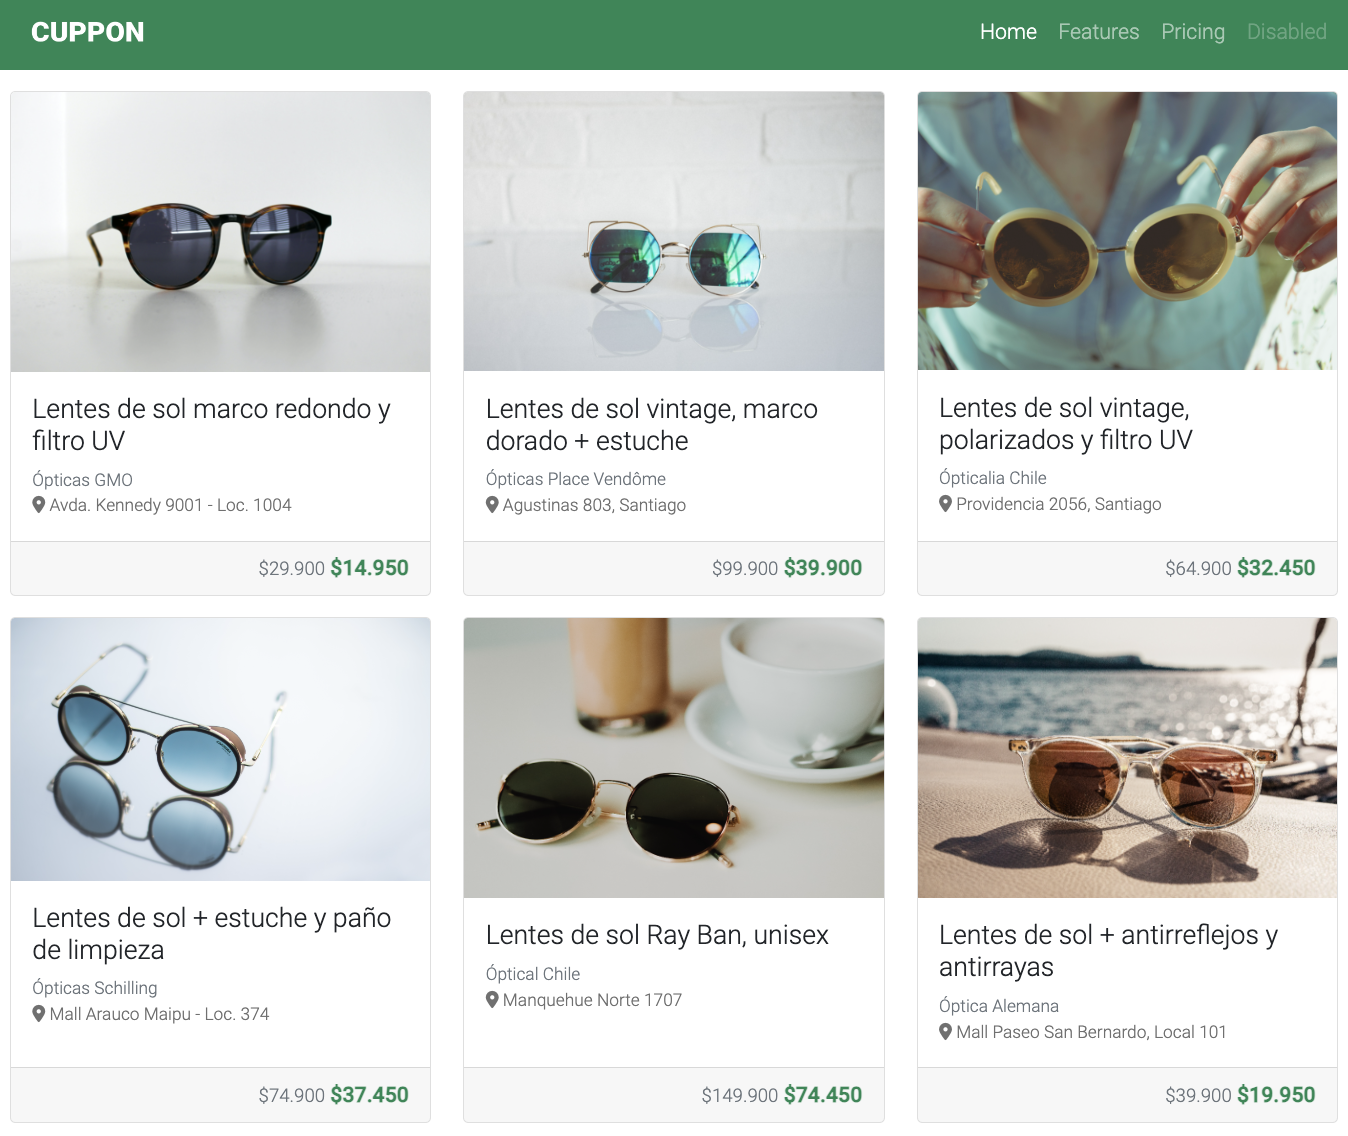 CUPPON
Home Features Pricing Disabled
Lentes de sol marco redondo y
filtro UV
Ópticas GMO
Avda. Kennedy 9001 - Loc. 1004
$29.900 $14.950
Lentes de sol vintage, marco
dorado + estuche
Ópticas Place Vendôme
Agustinas 803, Santiago
$99.900 $39.900
Lentes de sol vintage,
polarizados y filtro UV
Ópticalia Chile
Providencia 2056, Santiago
$64.900 $32.450
Lentes de sol + estuche y paño
de limpieza
Ópticas Schilling
Mall Arauco Maipu - Loc. 374
$74.900 $37.450
Lentes de sol Ray Ban, unisex
Óptical Chile
Manquehue Norte 1707
$149.900 $74.450
Lentes de sol + antirreflejos y
antirrayas
Óptica Alemana
Mall Paseo San Bernardo, Local 101
$39.900 $19.950